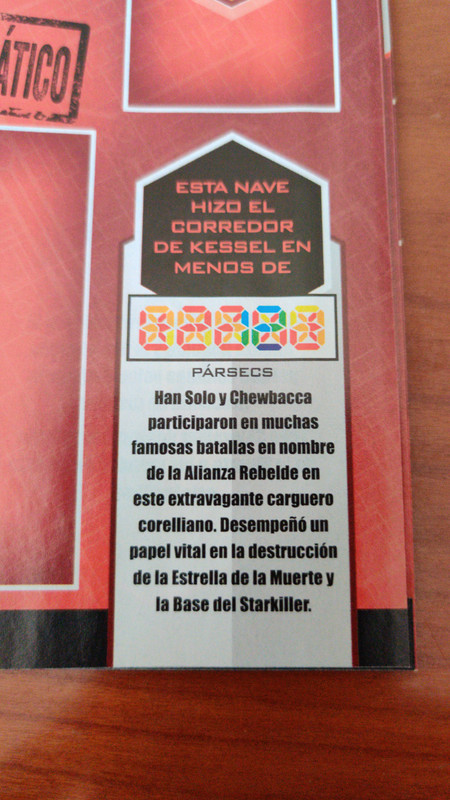 ÁTICO
ESTA NAVE
HIZO EL
CORREDOR
DE KESSEL EN
MENOS DE
PÁRSECS
Han Solo y Chewbacca
participaron en muchas
famosas batallas en nombre
de la Alianza Rebelde en
este extravagante carguero
corelliano. Desempeñó un
papel vital en la destrucción
de la Estrella de la Muerte y
la Base del Starkiller.